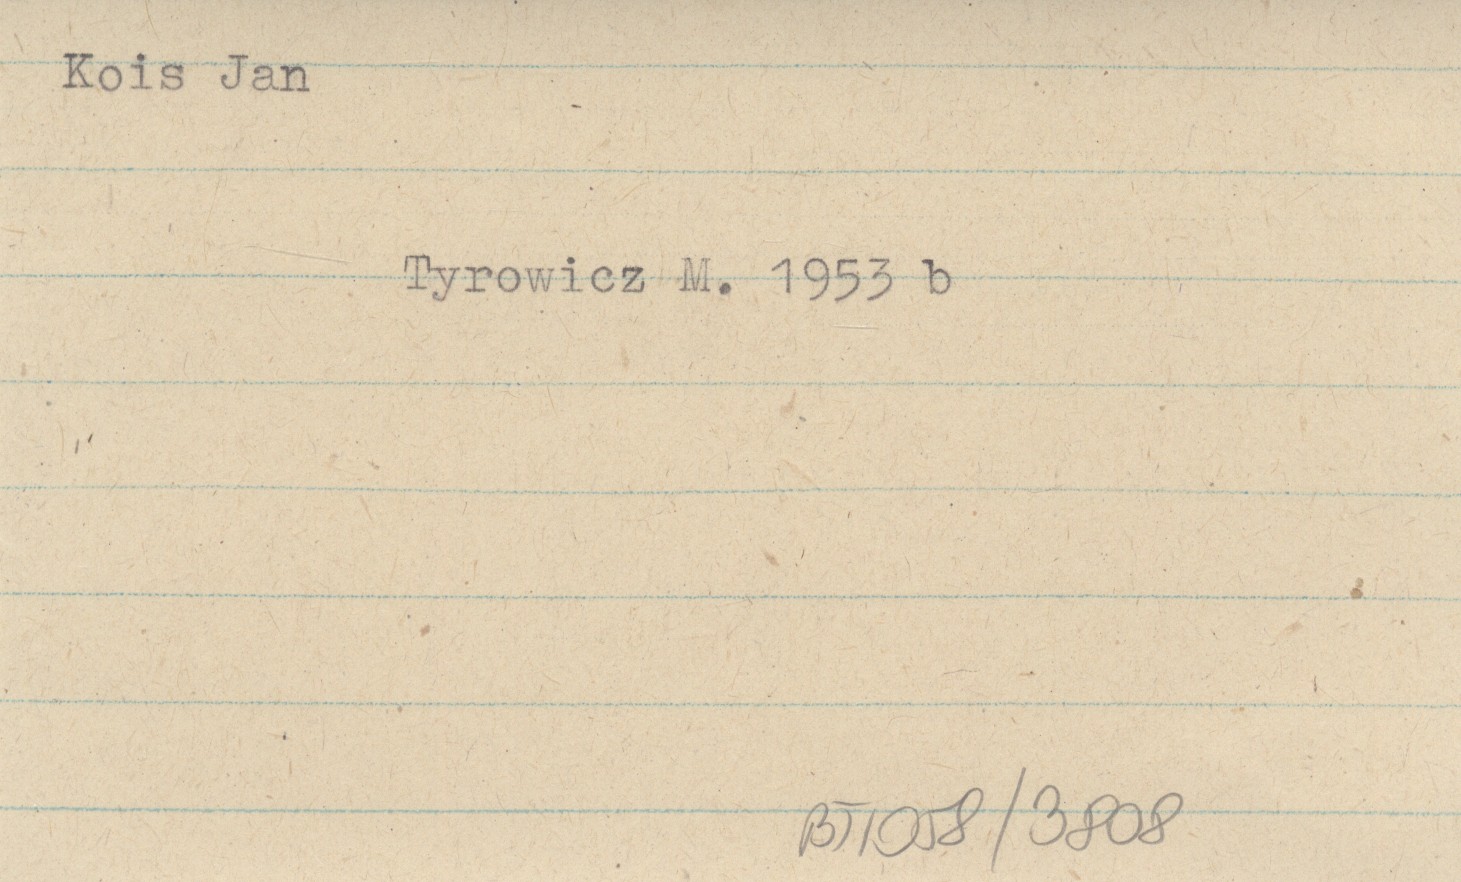 Kois Jan
Tyrowicz M. 1953 b
BT1058/3808